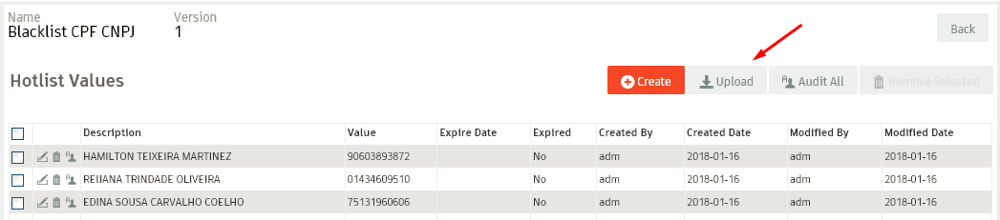 Name Version
Blacklist CPF CNPJ 1
Back
Hotlist Values
Create Upload Audit All Remove Selected
Description Value Expire Date Expired Created By Created Date Modified By Modified Date
HAMILTON TEIXEIRA MARTINEZ 90603893872 No adm 2018-01-16 adm 2018-01-16
REIJANA TRINDADE OLIVEIRA 01434609510 No adm 2018-01-16 adm 2018-01-16
EDINA SOUSA CARVALHO COELHO 75131960606 No adm 2018-01-16 adm 2018-01-16